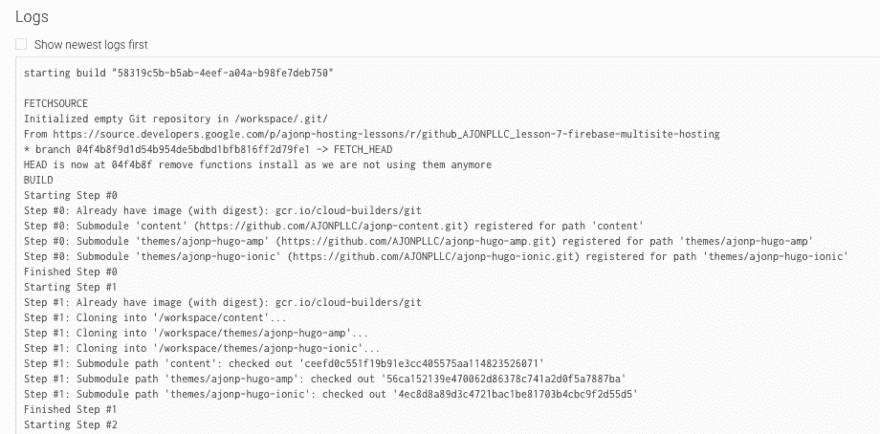 Logs
Show newest logs first
starting build "58319c5b-b5ab-4eef-a04a-b98fe7deb750"
FETCHSOURCE
Initialized empty Git repository in /workspace/.git/
From https://source.developers.google.com/p/ajonp-hosting-lessons/r/github_AJONPLLC_lesson-7-firebase-multisite-hosting
* branch 04f4b8f9d1d54b954de5bdbd1bfb816ff2d79fe1 -> FETCH_HEAD
HEAD is now at 04f4b8f remove functions install as we are not using them anymore
BUILD
Starting Step #0
Step #0: Already have image (with digest): gcr.io/cloud-builders/git
Step #0: Submodule 'content' (https://github.com/AJONPLLC/ajonp-content.git) registered for path 'content'
Step #0: Submodule 'themes/ajonp-hugo-amp' (https://github.com/AJONPLLC/ajonp-hugo-amp.git) registered for path 'themes/ajonp-hugo-amp'
Step #0: Submodule 'themes/ajonp-hugo-ionic' (https://github.com/AJONPLLC/ajonp-hugo-ionic.git) registered for path 'themes/ajonp-hugo-ionic'
Finished Step #0
Starting Step #1
Step #1: Already have image (with digest): gcr.io/cloud-builders/git
Step #1: Cloning into '/workspace/content'...
Step #1: Cloning into '/workspace/themes/ajonp-hugo-amp'...
Step #1: Cloning into '/workspace/themes/ajonp-hugo-ionic'...
Step #1: Submodule path 'content': checked out 'ceefd0c551f19b91e3cc405575aa114823526071'
Step #1: Submodule path 'themes/ajonp-hugo-amp': checked out '56ca152139e470062d86378c741a2d0f5a7887ba'
Step #1: Submodule path 'themes/ajonp-hugo-ionic': checked out '4ec8d8a89d3c4721bac1be81703b4cbc9f2d55d5'
Finished Step #1
Starting Step #2